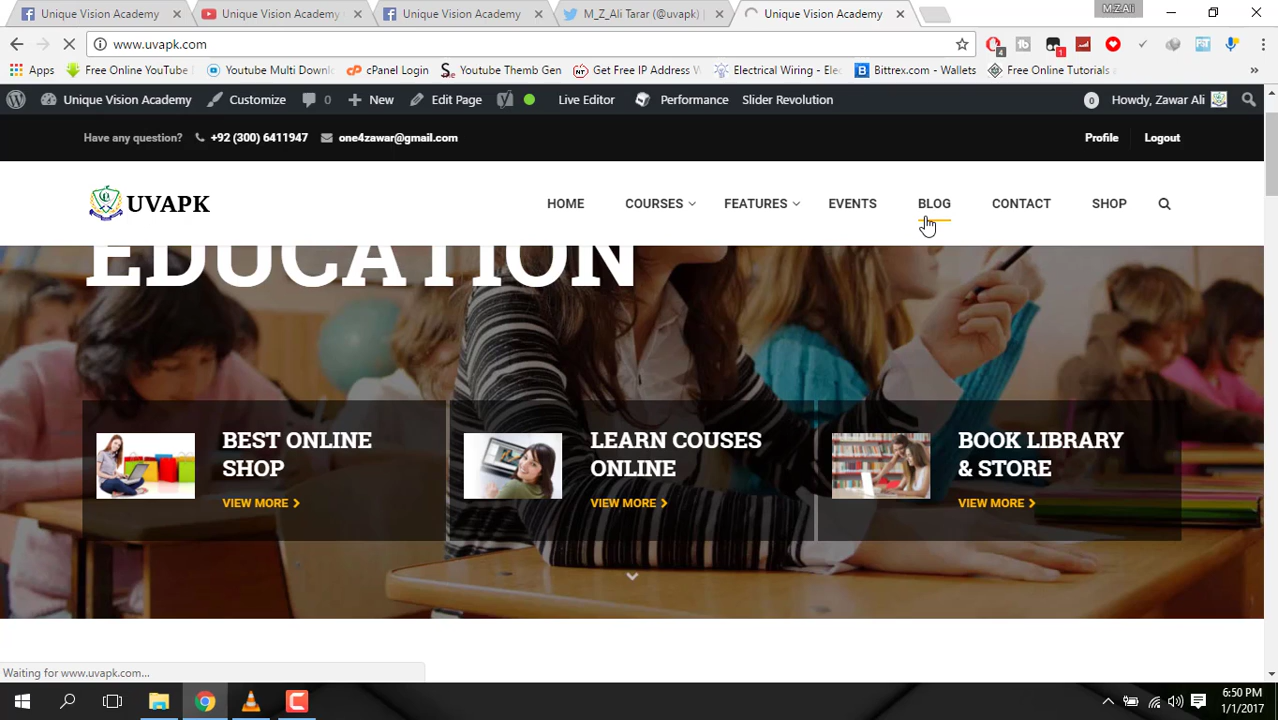 Unique Vision Academy
Unique Vision Academy
Unique Vision Academy
M_Z_Ali Tarar (@uvapk)
Unique Vision Academy
M.Z.Ali
www.uvapk.com
Apps
Free Online YouTube
Youtube Multi Down
cPanel Login
Youtube Themb Gen
Get Free IP Address
Electrical Wiring - Elec
Bittrex.com - Wallets
Free Online Tutorials
Unique Vision Academy
Customize
0
New
Edit Page
Live Editor
Performance
Slider Revolution
0
Howdy, Zawar Ali
Have any question?
+92 (300) 6411947
one4zawar@gmail.com
Profile
Logout
UVAPK
HOME
COURSES
FEATURES
EVENTS
BLOG
CONTACT
SHOP
EDUCATION
BEST ONLINE
SHOP
VIEW MORE
LEARN COUSES
ONLINE
VIEW MORE
BOOK LIBRARY
& STORE
VIEW MORE
Waiting for www.uvapk.com...
6:50 PM
1/1/2017